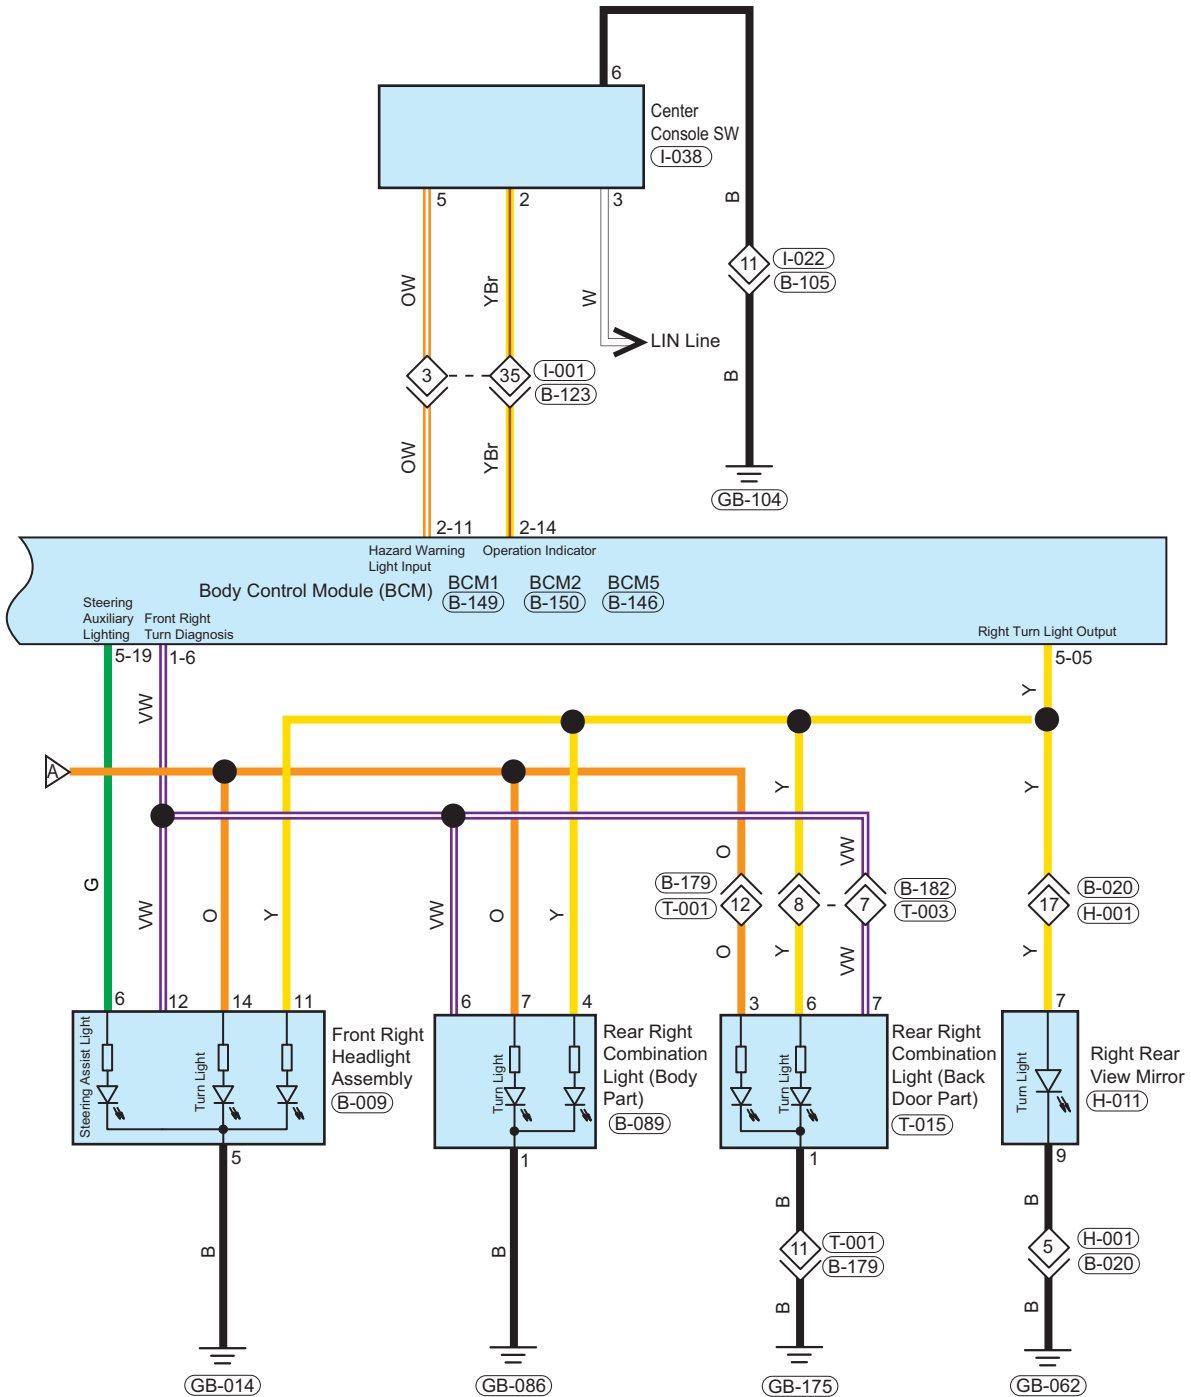 6
Center
Console SW
I-038
5
2
3
B
OW
YBr
W
11
I-022
B-105
LIN Line
3
35
I-001
B-123
B
OW
YBr
GB-104
2-11
2-14
Hazard Warning
Light Input
Operation Indicator
Body Control Module (BCM)
BCM1
B-149
BCM2
B-150
BCM5
B-146
Steering
Auxiliary
Lighting
Front Right
Turn Diagnosis
Right Turn Light Output
5-19
1-6
5-05
VW
Y
A
Y
Y
G
VW
O
Y
VW
O
Y
O
VW
B-179
T-001
12
8
7
B-182
T-003
17
B-020
H-001
O
Y
VW
Y
6
12
14
11
6
7
4
3
6
7
7
Steering Assist Light
Turn Light
Front Right
Headlight
Assembly
B-009
Turn Light
Rear Right
Combination
Light (Body
Part)
B-089
Turn Light
Rear Right
Combination
Light (Back
Door Part)
T-015
Turn Light
Right Rear
View Mirror
H-011
5
1
1
9
B
B
B
B
11
T-001
B-179
5
H-001
B-020
B
B
GB-014
GB-086
GB-175
GB-062